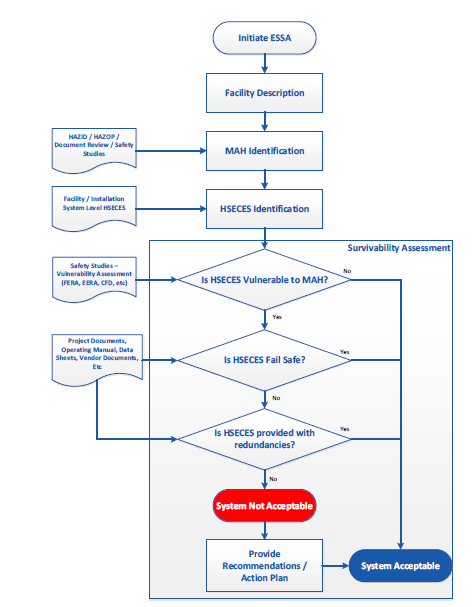 Initiate ESSA
Facility Description
HAZID / HAZOP /
Document Review / Safety
Studies
MAH Identification
Facility / Installation
System Level HSECES
HSECES Identification
Survivability Assessment
Safety Studies –
Vulnerability Assessment
(FERA, EERA, CFD, etc)
Is HSECES Vulnerable to MAH?
No
Yes
Project Documents,
Operating Manual, Data
Sheets, Vendor Documents,
Etc
Is HSECES Fail Safe?
Yes
No
Is HSECES provided with
redundancies?
Yes
No
System Not Acceptable
Provide
Recommendations /
Action Plan
System Acceptable